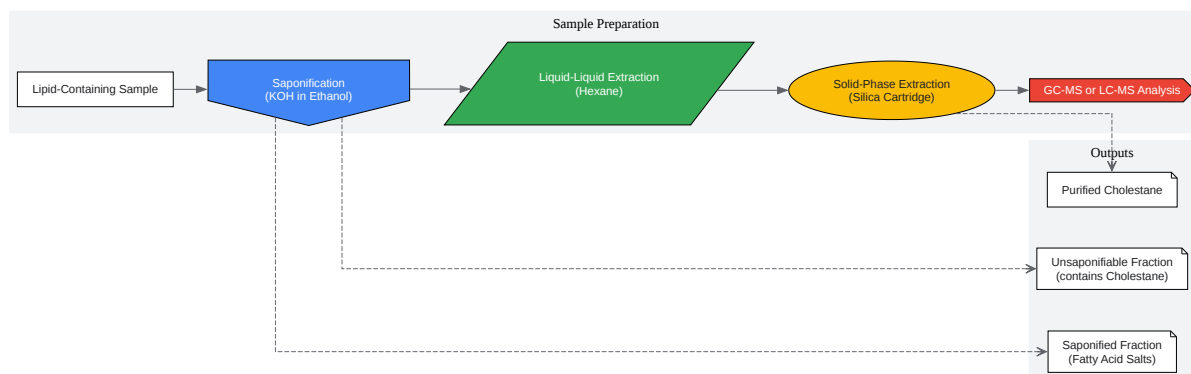 Sample Preparation
Lipid-Containing Sample
Saponification
(KOH in Ethanol)
Liquid-Liquid Extraction
(Hexane)
Solid-Phase Extraction
(Silica Cartridge)
GC-MS or LC-MS Analysis
Outputs
Purified Cholestane
Unsaponifiable Fraction
(contains Cholestane)
Saponified Fraction
(Fatty Acid Salts)